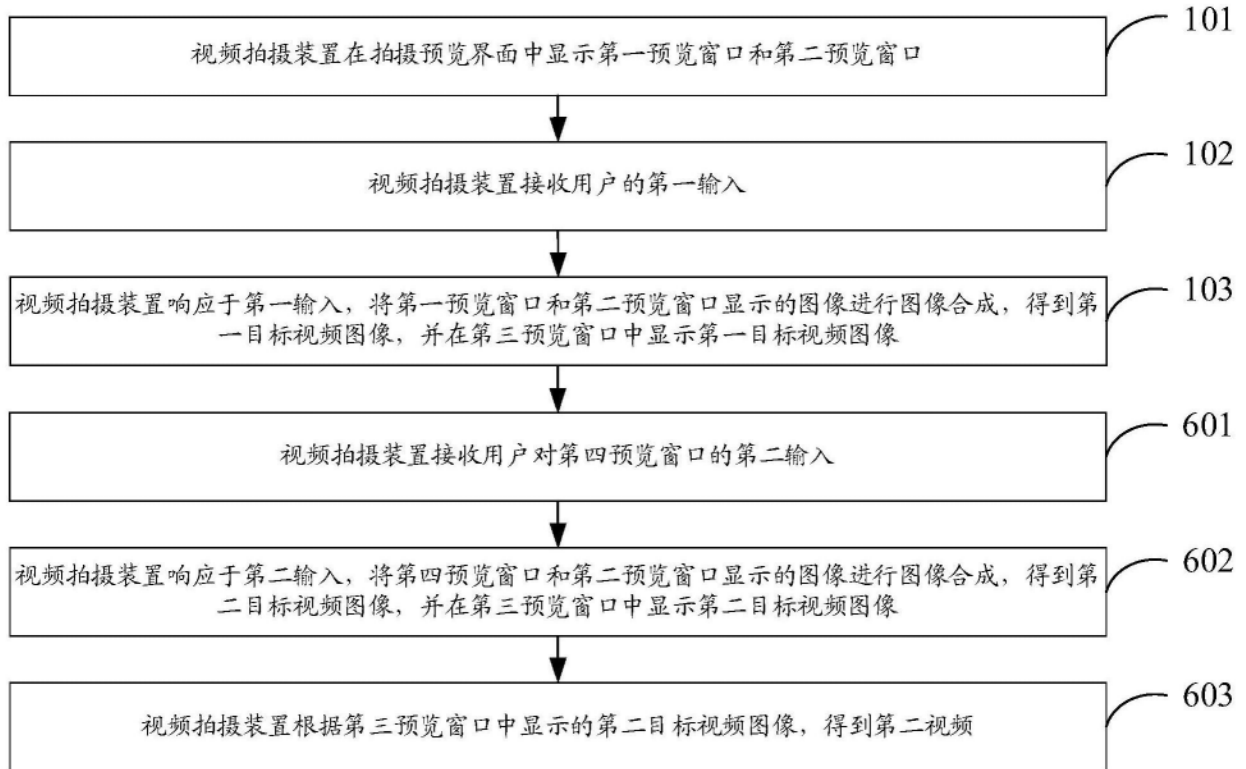 101
视频拍摄装置在拍摄预览界面中显示第一预览窗口和第二预览窗口
102
视频拍摄装置接收用户的第一输入
103
视频拍摄装置响应于第一输入，将第一预览窗口和第二预览窗口显示的图像进行图像合成，得到第
一目标视频图像，并在第三预览窗口中显示第一目标视频图像
601
视频拍摄装置接收用户对第四预览窗口的第二输入
602
视频拍摄装置响应于第二输入，将第四预览窗口和第二预览窗口显示的图像进行图像合成，得到第
二目标视频图像，并在第三预览窗口中显示第二目标视频图像
603
视频拍摄装置根据第三预览窗口中显示的第二目标视频图像，得到第二视频